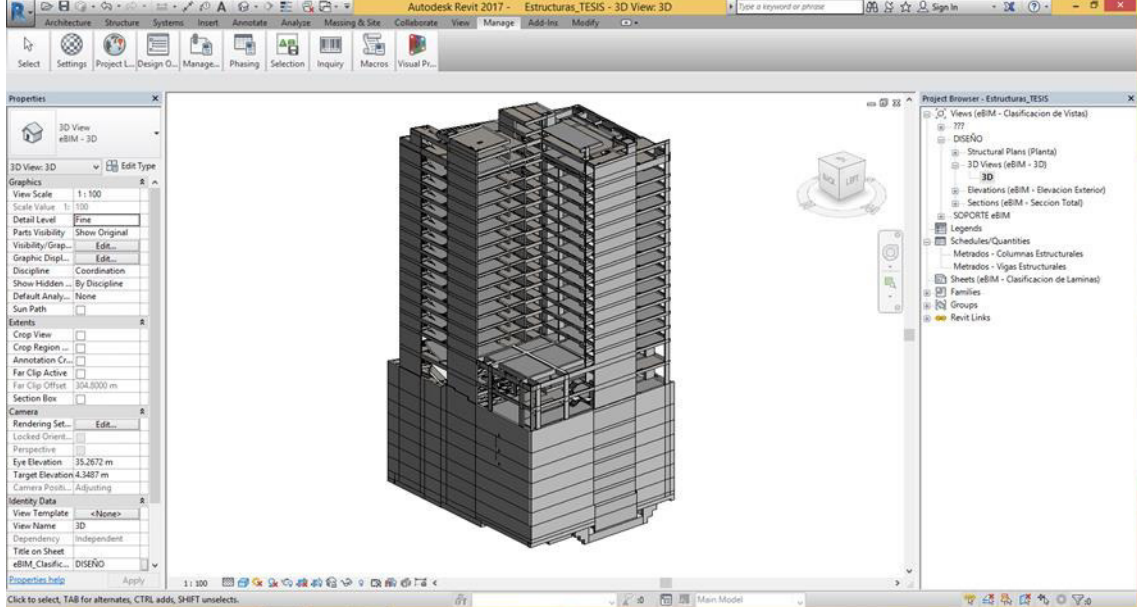 Autodesk Revit 2017 - Estructuras_TESIS - 3D View: 3D
Type a keyword or phrase
Sign In
Architecture Structure Systems Insert Annotate Analyze Massing & Site Collaborate View Manage Add-Ins Modify
Select Settings Project L... Design O... Manage... Phasing Selection Inquiry Macros Visual Pr...
Properties
3D View
eBIM - 3D
3D View: 3D
Edit Type
Graphics
View Scale 1 : 100
Scale Value 1: 100
Detail Level Fine
Parts Visibility Show Original
Visibility/Grap... Edit...
Graphic Displ... Edit...
Discipline Coordination
Show Hidden ... By Discipline
Default Analy... None
Sun Path
Extents
Crop View
Crop Region ...
Annotation Cr...
Far Clip Active
Far Clip Offset 304.8000 m
Section Box
Camera
Rendering Set... Edit...
Locked Orient...
Perspective
Eye Elevation 35.2672 m
Target Elevation 4.3487 m
Camera Positi... Adjusting
Identity Data
View Template <None>
View Name 3D
Dependency Independent
Title on Sheet
eBIM_Clasific... DISEÑO
Properties help
Apply
BACK LEFT
1 : 100
Project Browser - Estructuras_TESIS
Views (eBIM - Clasificacion de Vistas)
???
DISEÑO
Structural Plans (Planta)
3D Views (eBIM - 3D)
3D
Elevations (eBIM - Elevacion Exterior)
Sections (eBIM - Seccion Total)
SOPORTE eBIM
Legends
Schedules/Quantities
Metrados - Columnas Estructurales
Metrados - Vigas Estructurales
Sheets (eBIM - Clasificacion de Laminas)
Families
Groups
Revit Links
Click to select, TAB for alternates, CTRL adds, SHIFT unselects.
:0
Main Model
:0